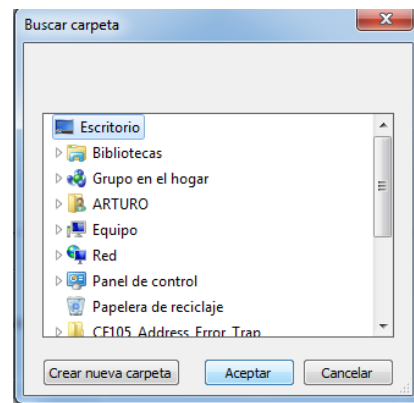 Buscar carpeta
Escritorio
Bibliotecas
Grupo en el hogar
ARTURO
Equipo
Red
Panel de control
Papelera de reciclaje
CF105_Address_Error_Trap
Crear nueva carpeta Aceptar Cancelar